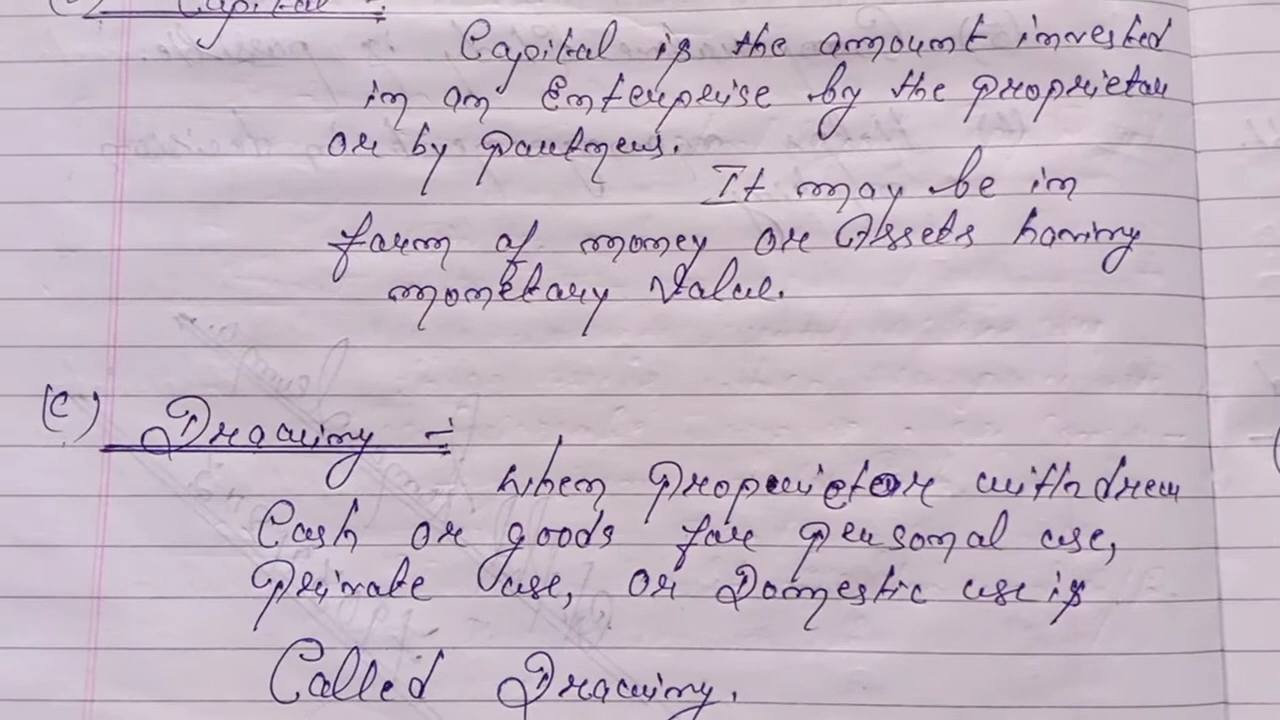 Capital :-
Capital is the amount invested
in an Enterprise by the proprietor
or by partners.
It may be in
form of money or Assets having
monetary value.
(C) Drawing :-
When proprietor withdrew
Cash or goods for personal use,
Private use, or Domestic use is
Called Drawing.